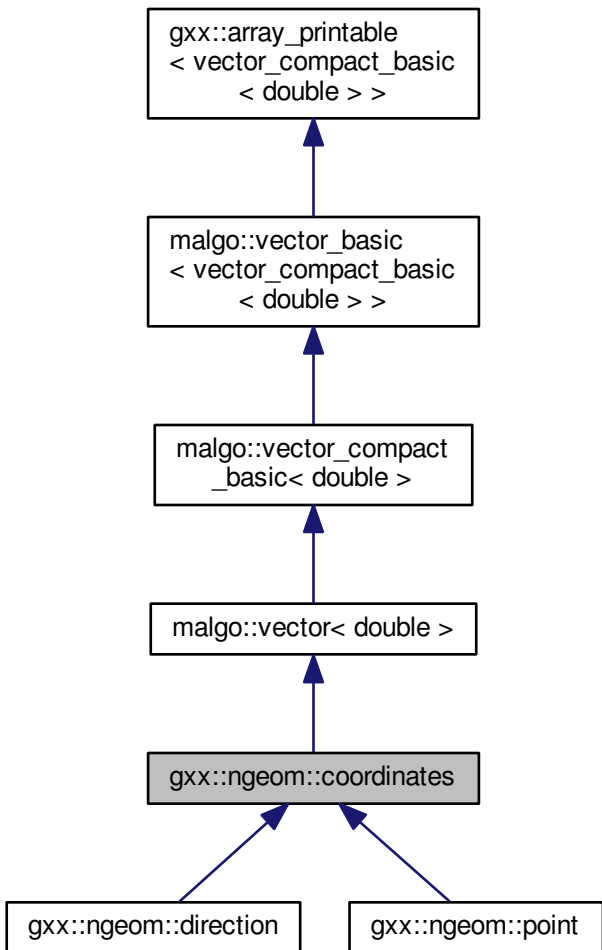 gxx::array_printable
< vector_compact_basic
< double > >
malgo::vector_basic
< vector_compact_basic
< double > >
malgo::vector_compact
_basic< double >
malgo::vector< double >
gxx::ngeom::coordinates
gxx::ngeom::direction
gxx::ngeom::point